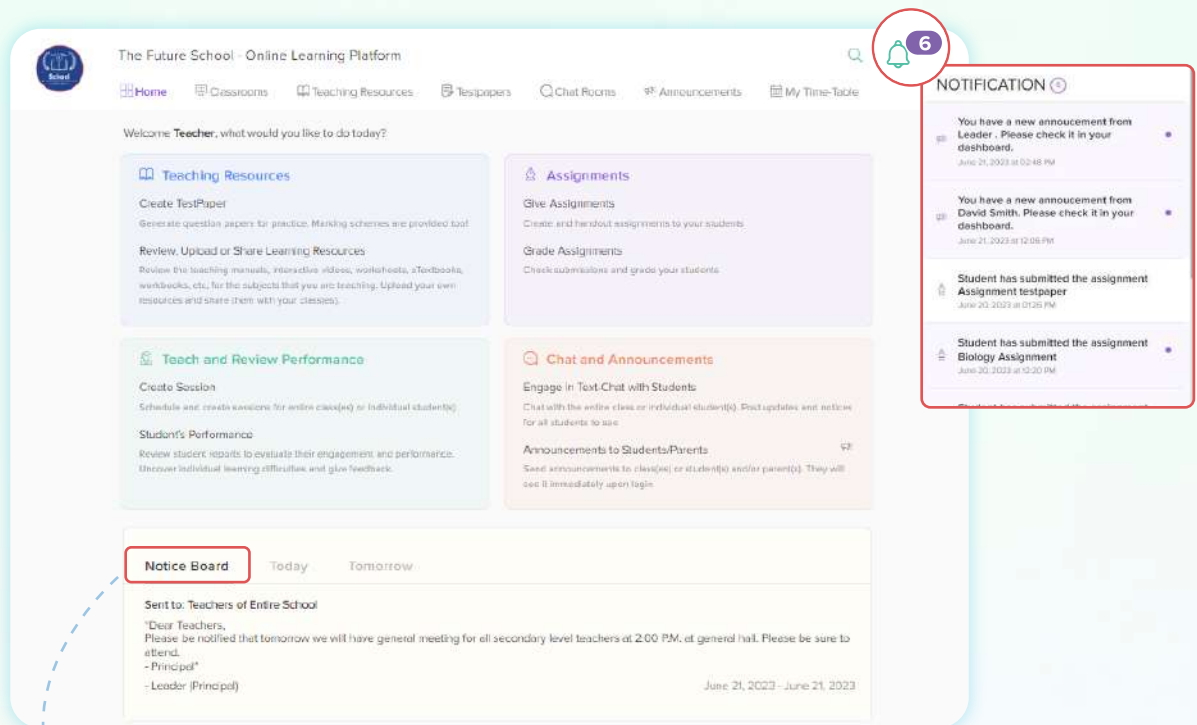 School
The Future School - Online Learning Platform
6
Home
Classrooms
Teaching Resources
Testpapers
Chat Rooms
Announcements
My Time-Table
Welcome Teacher, what would you like to do today?
Teaching Resources
Create TestPaper
Generate question papers for practice. Marking schemes are provided too!
Review, Upload or Share Learning Resources
Review the teaching manuals, interactive videos, worksheets, eTextbooks,
workbooks, etc, for the subjects that you are teaching. Upload your own
resources and share them with your class(es).
Assignments
Give Assignments
Create and handout assignments to your students
Grade Assignments
Check submissions and grade your students
Teach and Review Performance
Create Session
Schedule and create sessions for entire class(es) or individual student(s)
Student's Performance
Review student reports to evaluate their engagement and performance.
Uncover individual learning difficulties and give feedback.
Chat and Announcements
Engage in Text-Chat with Students
Chat with the entire class or individual student(s). Post updates and notices
for all students to see
Announcements to Students/Parents
Send announcements to class(es) or student(s) and/or parent(s). They will
see it immediately upon login
Notice Board
Today
Tomorrow
Sent to: Teachers of Entire School
"Dear Teachers,
Please be notified that tomorrow we will have general meeting for all secondary level teachers at 2:00 P.M. at general hall. Please be sure to
attend.
- Principal"
- Leader (Principal)
June 21, 2023 - June 21, 2023
NOTIFICATION
You have a new annoucement from
Leader . Please check it in your
dashboard.
June 21, 2023 at 02:48 PM
You have a new annoucement from
David Smith. Please check it in your
dashboard.
June 21, 2023 at 12:06 PM
Student has submitted the assignment
Assignment testpaper
June 20, 2023 at 01:26 PM
Student has submitted the assignment
Biology Assignment
June 20, 2023 at 12:20 PM